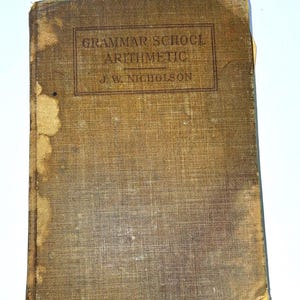 GRAMMAR SCHOOL
ARITHMETIC
J. W. NICHOLSON